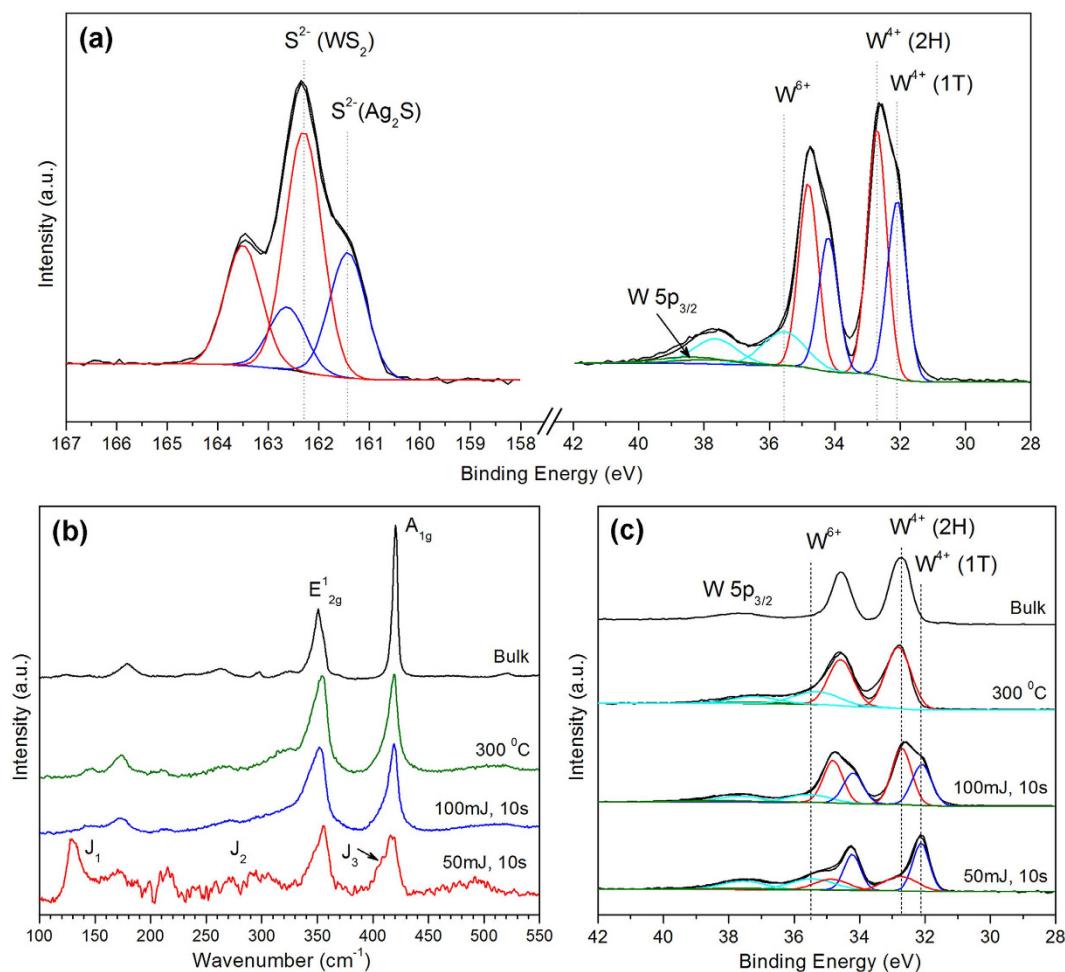 (a)
S²⁻ (WS₂)
S²⁻(Ag₂S)
W⁶⁺
W⁴⁺ (2H)
W⁴⁺ (1T)
W 5p₃/₂
Intensity (a.u.)
167 166 165 164 163 162 161 160 159 158 42 40 38 36 34 32 30 28
Binding Energy (eV)
(b)
A₁g
E¹₂g
Bulk
300 ⁰C
100mJ, 10s
J₁
J₂
J₃
50mJ, 10s
Intensity (a.u.)
100 150 200 250 300 350 400 450 500 550
Wavenumber (cm⁻¹)
(c)
W⁶⁺
W⁴⁺ (2H)
W⁴⁺ (1T)
W 5p₃/₂
Bulk
300 ⁰C
100mJ, 10s
50mJ, 10s
Intensity (a.u.)
42 40 38 36 34 32 30 28
Binding Energy (eV)